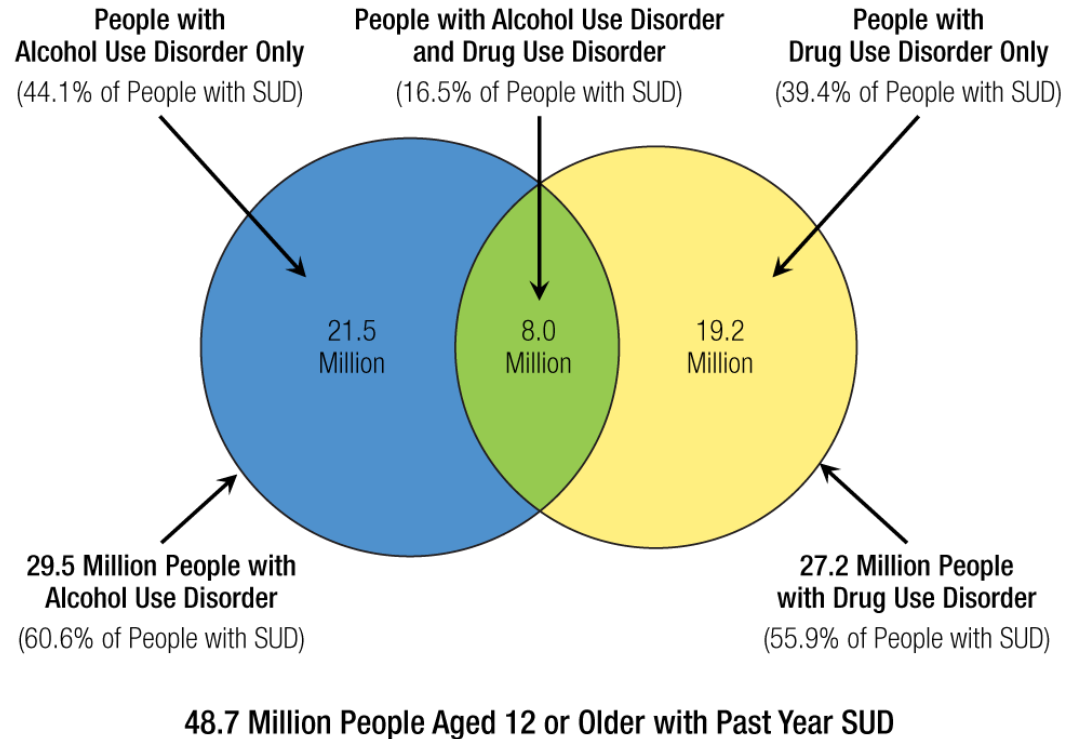 People with
Alcohol Use Disorder Only
(44.1% of People with SUD)
People with Alcohol Use Disorder
and Drug Use Disorder
(16.5% of People with SUD)
People with
Drug Use Disorder Only
(39.4% of People with SUD)
21.5
Million
8.0
Million
19.2
Million
29.5 Million People with
Alcohol Use Disorder
(60.6% of People with SUD)
27.2 Million People
with Drug Use Disorder
(55.9% of People with SUD)
48.7 Million People Aged 12 or Older with Past Year SUD